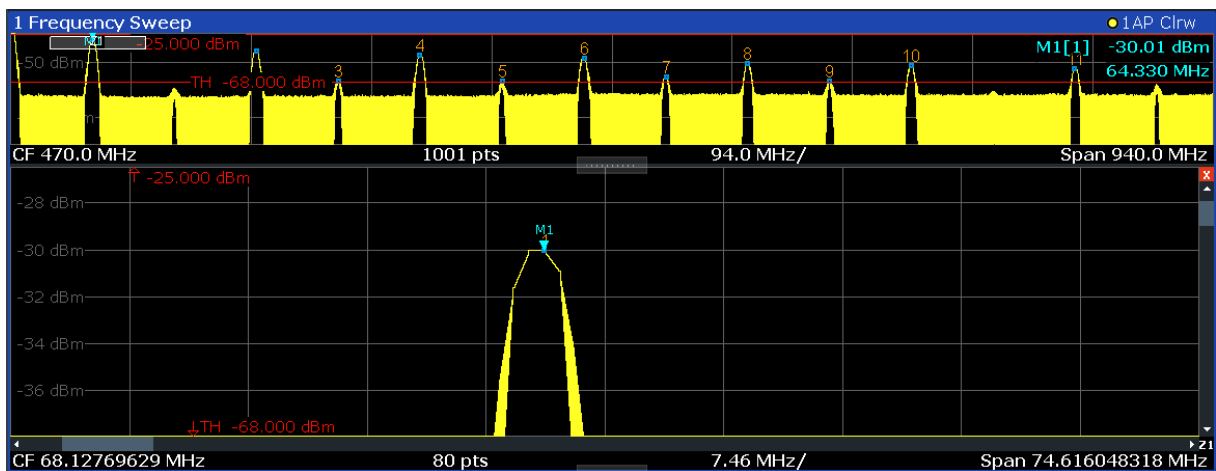 1 Frequency Sweep
1AP Clrw
-25.000 dBm
M1[1] -30.01 dBm
64.330 MHz
-50 dBm
TH -68.000 dBm
3 4 5 6 7 8 9 10 11
CF 470.0 MHz 1001 pts 94.0 MHz/ Span 940.0 MHz
-25.000 dBm
-28 dBm
M1
-30 dBm
-32 dBm
-34 dBm
-36 dBm
TH -68.000 dBm
Z1
CF 68.12769629 MHz 80 pts 7.46 MHz/ Span 74.616048318 MHz